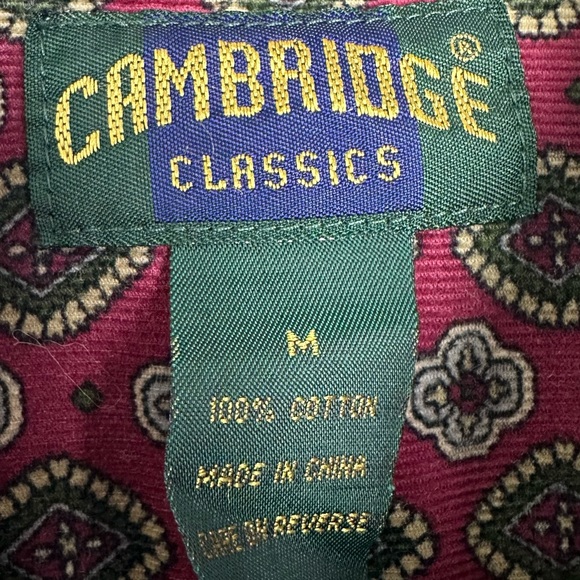 CAMBRIDGE®
CLASSICS
M
100% COTTON
MADE IN CHINA
CARE ON REVERSE